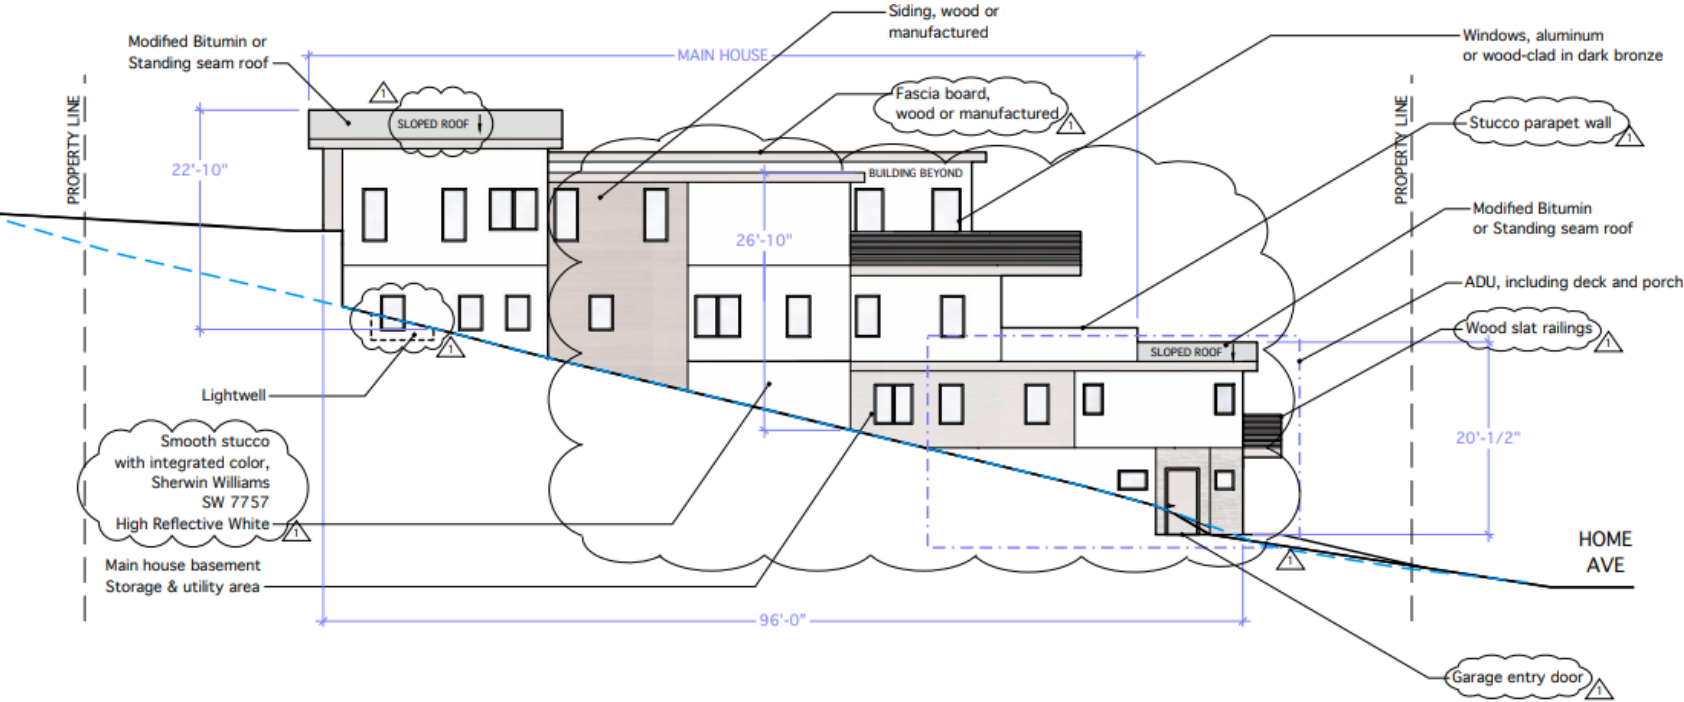 Siding, wood or
manufactured
Modified Bitumin or
Standing seam roof
MAIN HOUSE
Windows, aluminum
or wood-clad in dark bronze
1
SLOPED ROOF
Fascia board,
wood or manufactured
1
Stucco parapet wall
1
PROPERTY LINE
PROPERTY LINE
22'-10"
BUILDING BEYOND
Modified Bitumin
or Standing seam roof
26'-10"
ADU, including deck and porch
Wood slat railings
1
1
SLOPED ROOF
Lightwell
Smooth stucco
with integrated color,
Sherwin Williams
SW 7757
High Reflective White
1
20'-1/2"
Main house basement
Storage & utility area
1
HOME
AVE
96'-0"
Garage entry door
1